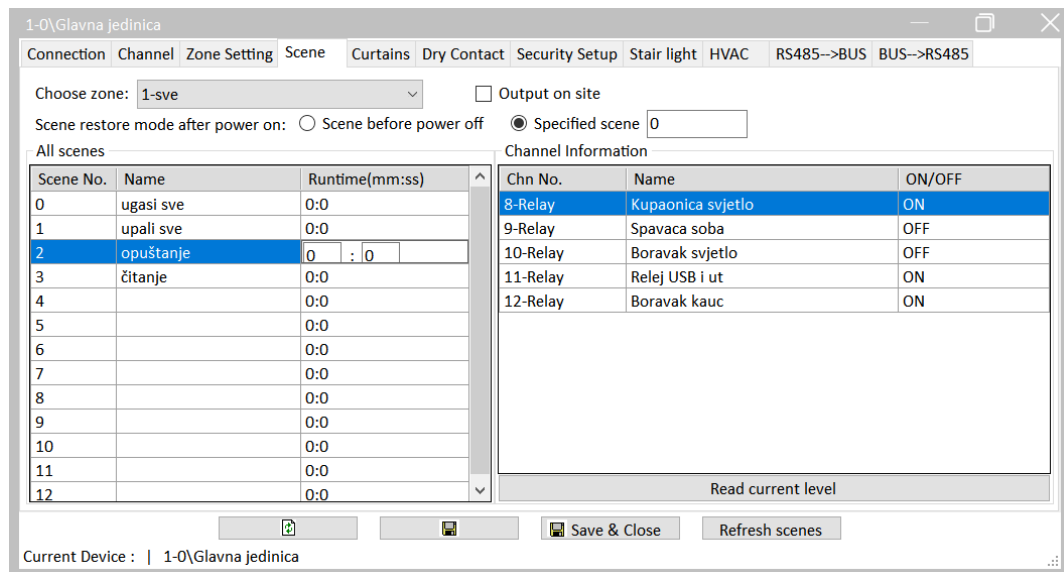 1-0\Glavna jedinica
Connection Channel Zone Setting Scene Curtains Dry Contact Security Setup Stair light HVAC RS485-->BUS BUS-->RS485
Choose zone: 1-sve Output on site
Scene restore mode after power on: Scene before power off Specified scene 0
All scenes
Scene No. Name Runtime(mm:ss)
0 ugasi sve 0:0
1 upali sve 0:0
2 opuštanje 0 : 0
3 čitanje 0:0
4 0:0
5 0:0
6 0:0
7 0:0
8 0:0
9 0:0
10 0:0
11 0:0
12 0:0
Channel Information
Chn No. Name ON/OFF
8-Relay Kupaonica svjetlo ON
9-Relay Spavaca soba OFF
10-Relay Boravak svjetlo OFF
11-Relay Relej USB i ut ON
12-Relay Boravak kauc ON
Read current level
Save & Close Refresh scenes
Current Device : | 1-0\Glavna jedinica